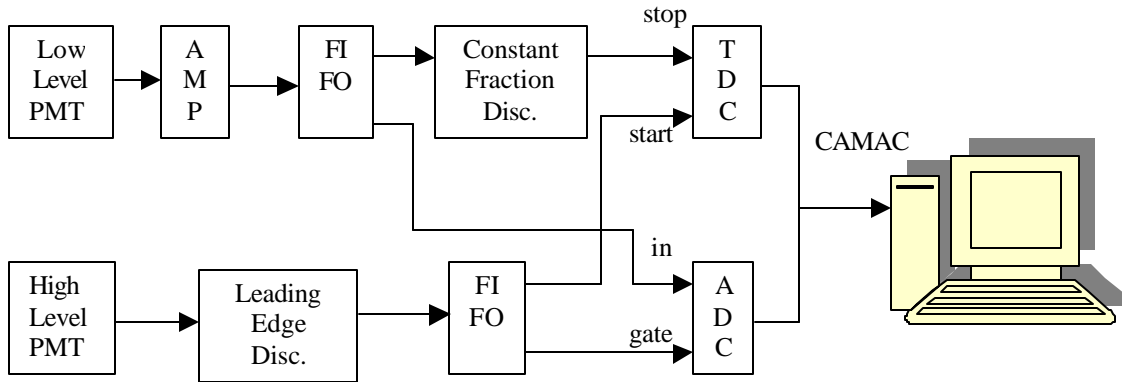 stop
Low
Level
PMT
A
M
P
FI
FO
Constant
Fraction
Disc.
T
D
C
start
CAMAC
High
Level
PMT
Leading
Edge
Disc.
FI
FO
in
gate
A
D
C